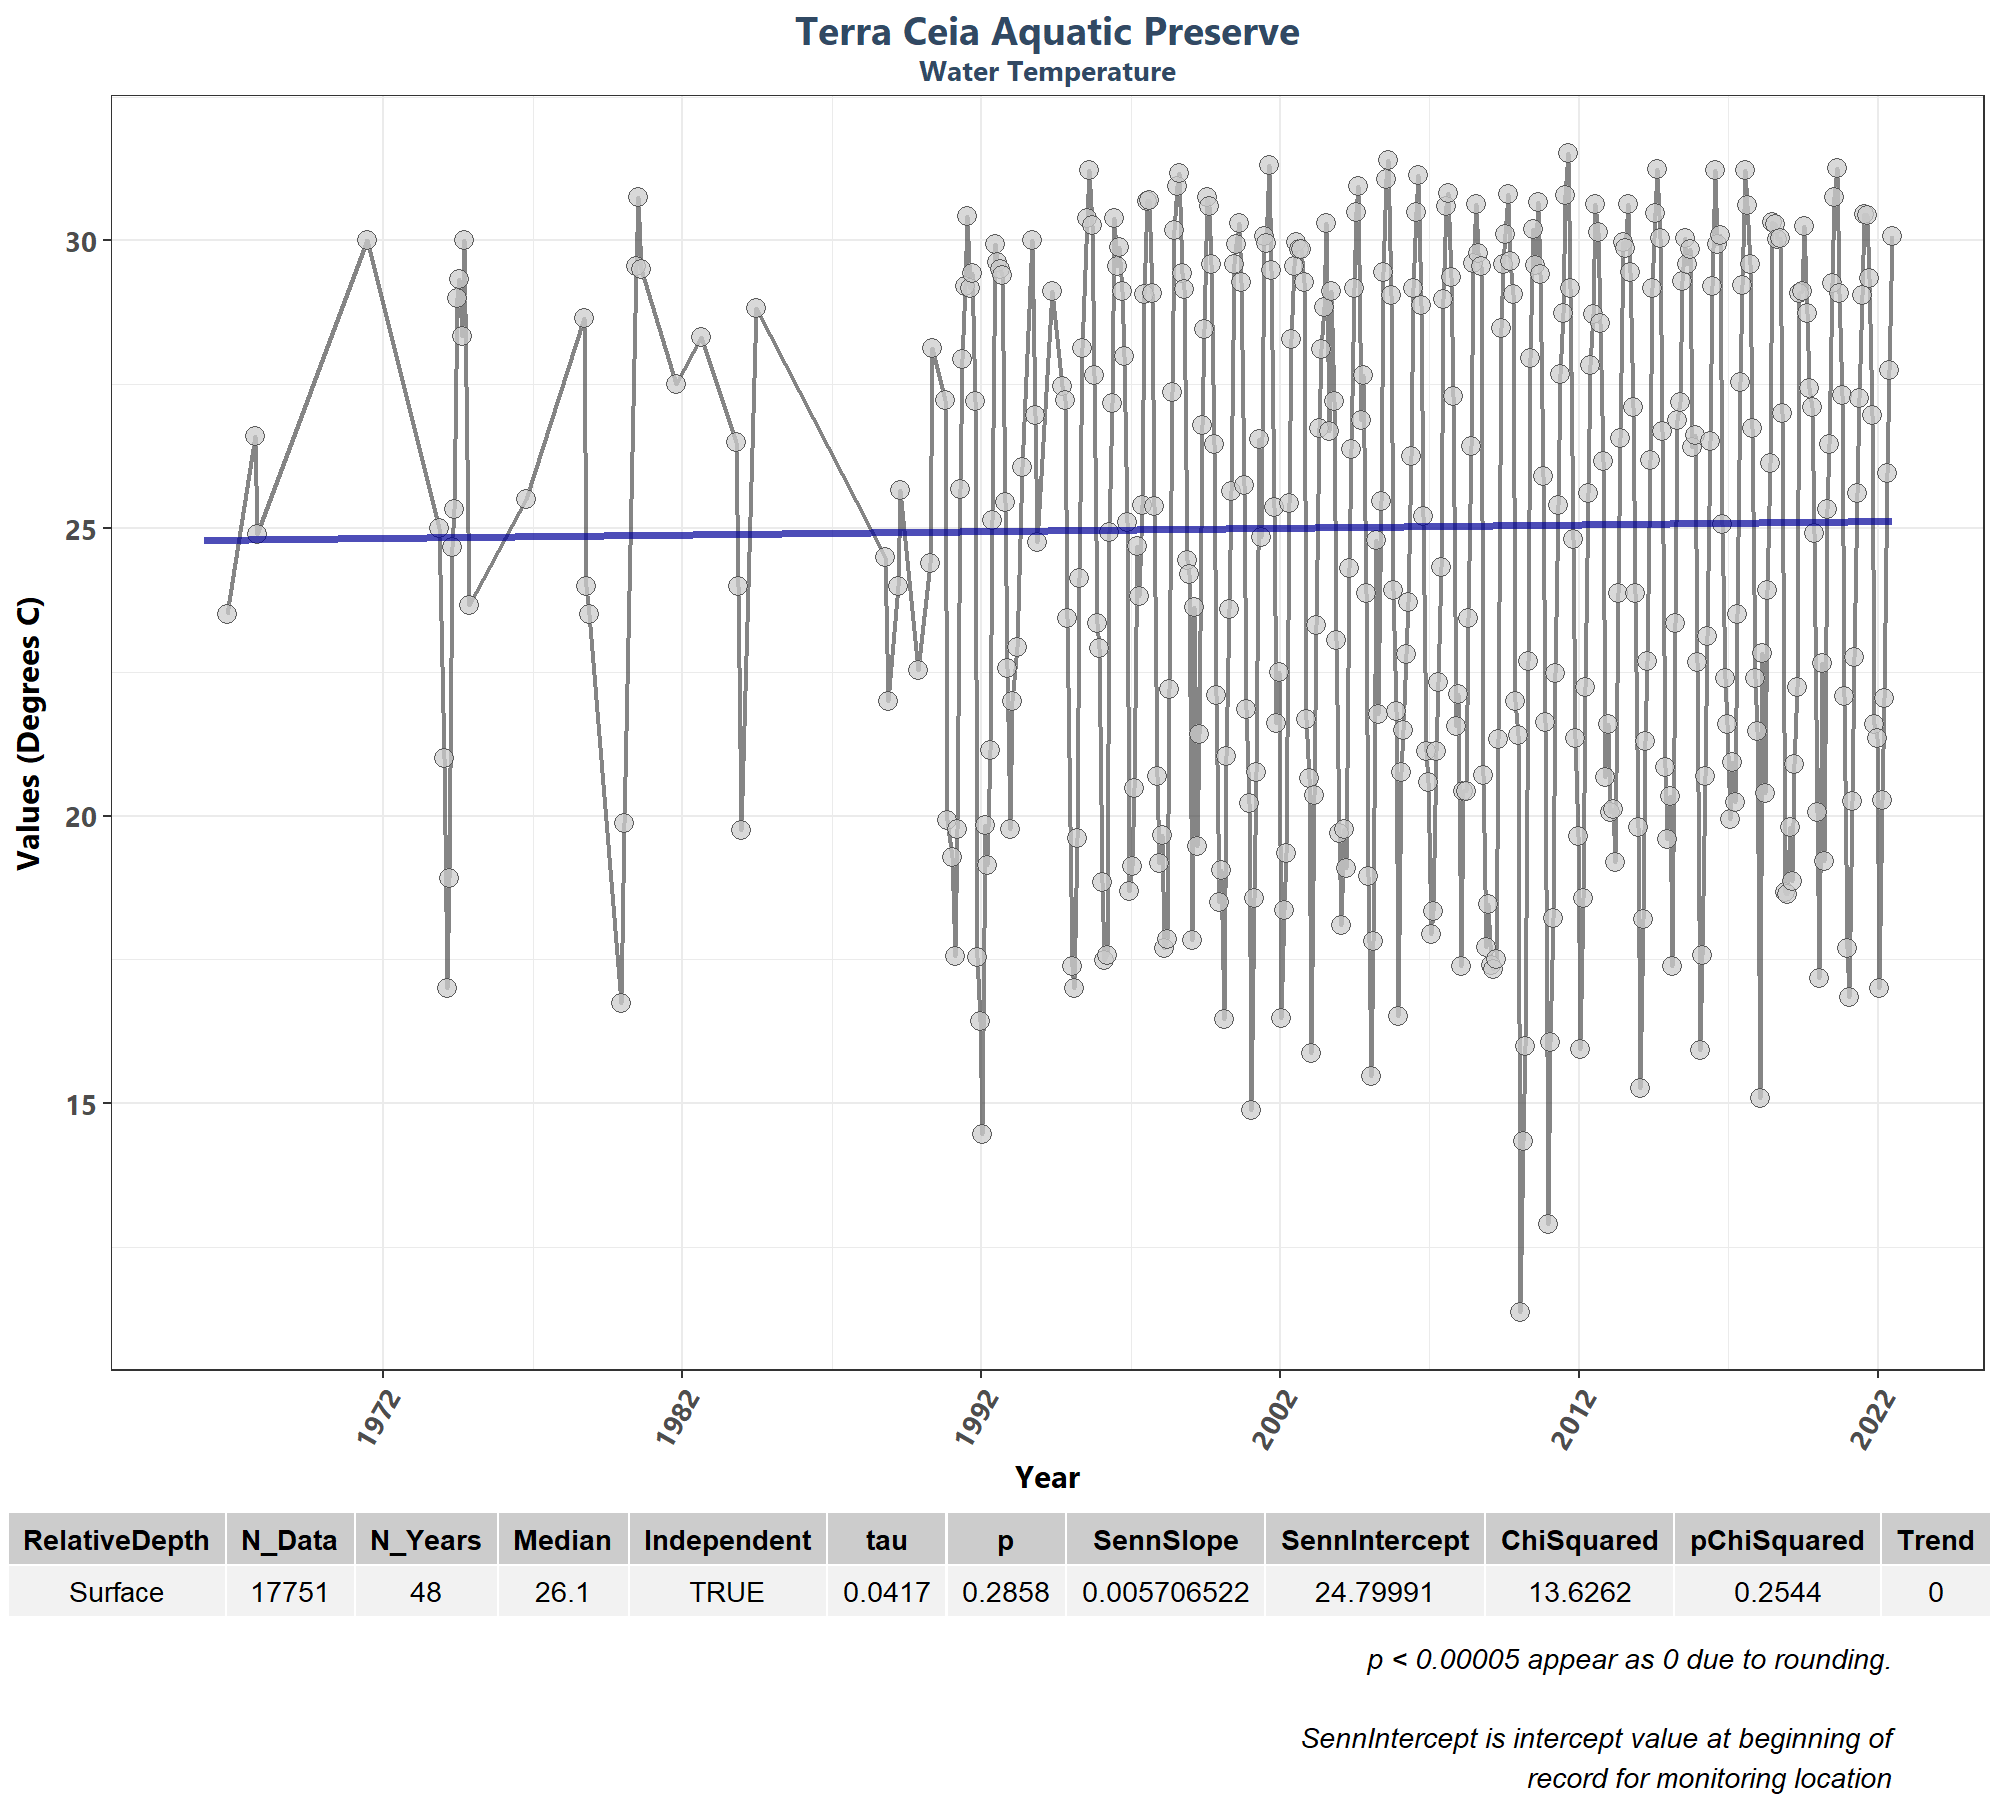 Terra Ceia Aquatic Preserve
Water Temperature
Values (Degrees C)
30
25
20
15
1972 1982 1992 2002 2012 2022
Year
RelativeDepth N_Data N_Years Median Independent tau p SennSlope SennIntercept ChiSquared pChiSquared Trend
Surface 17751 48 26.1 TRUE 0.0417 0.2858 0.005706522 24.79991 13.6262 0.2544 0
p < 0.00005 appear as 0 due to rounding.
SennIntercept is intercept value at beginning of
record for monitoring location